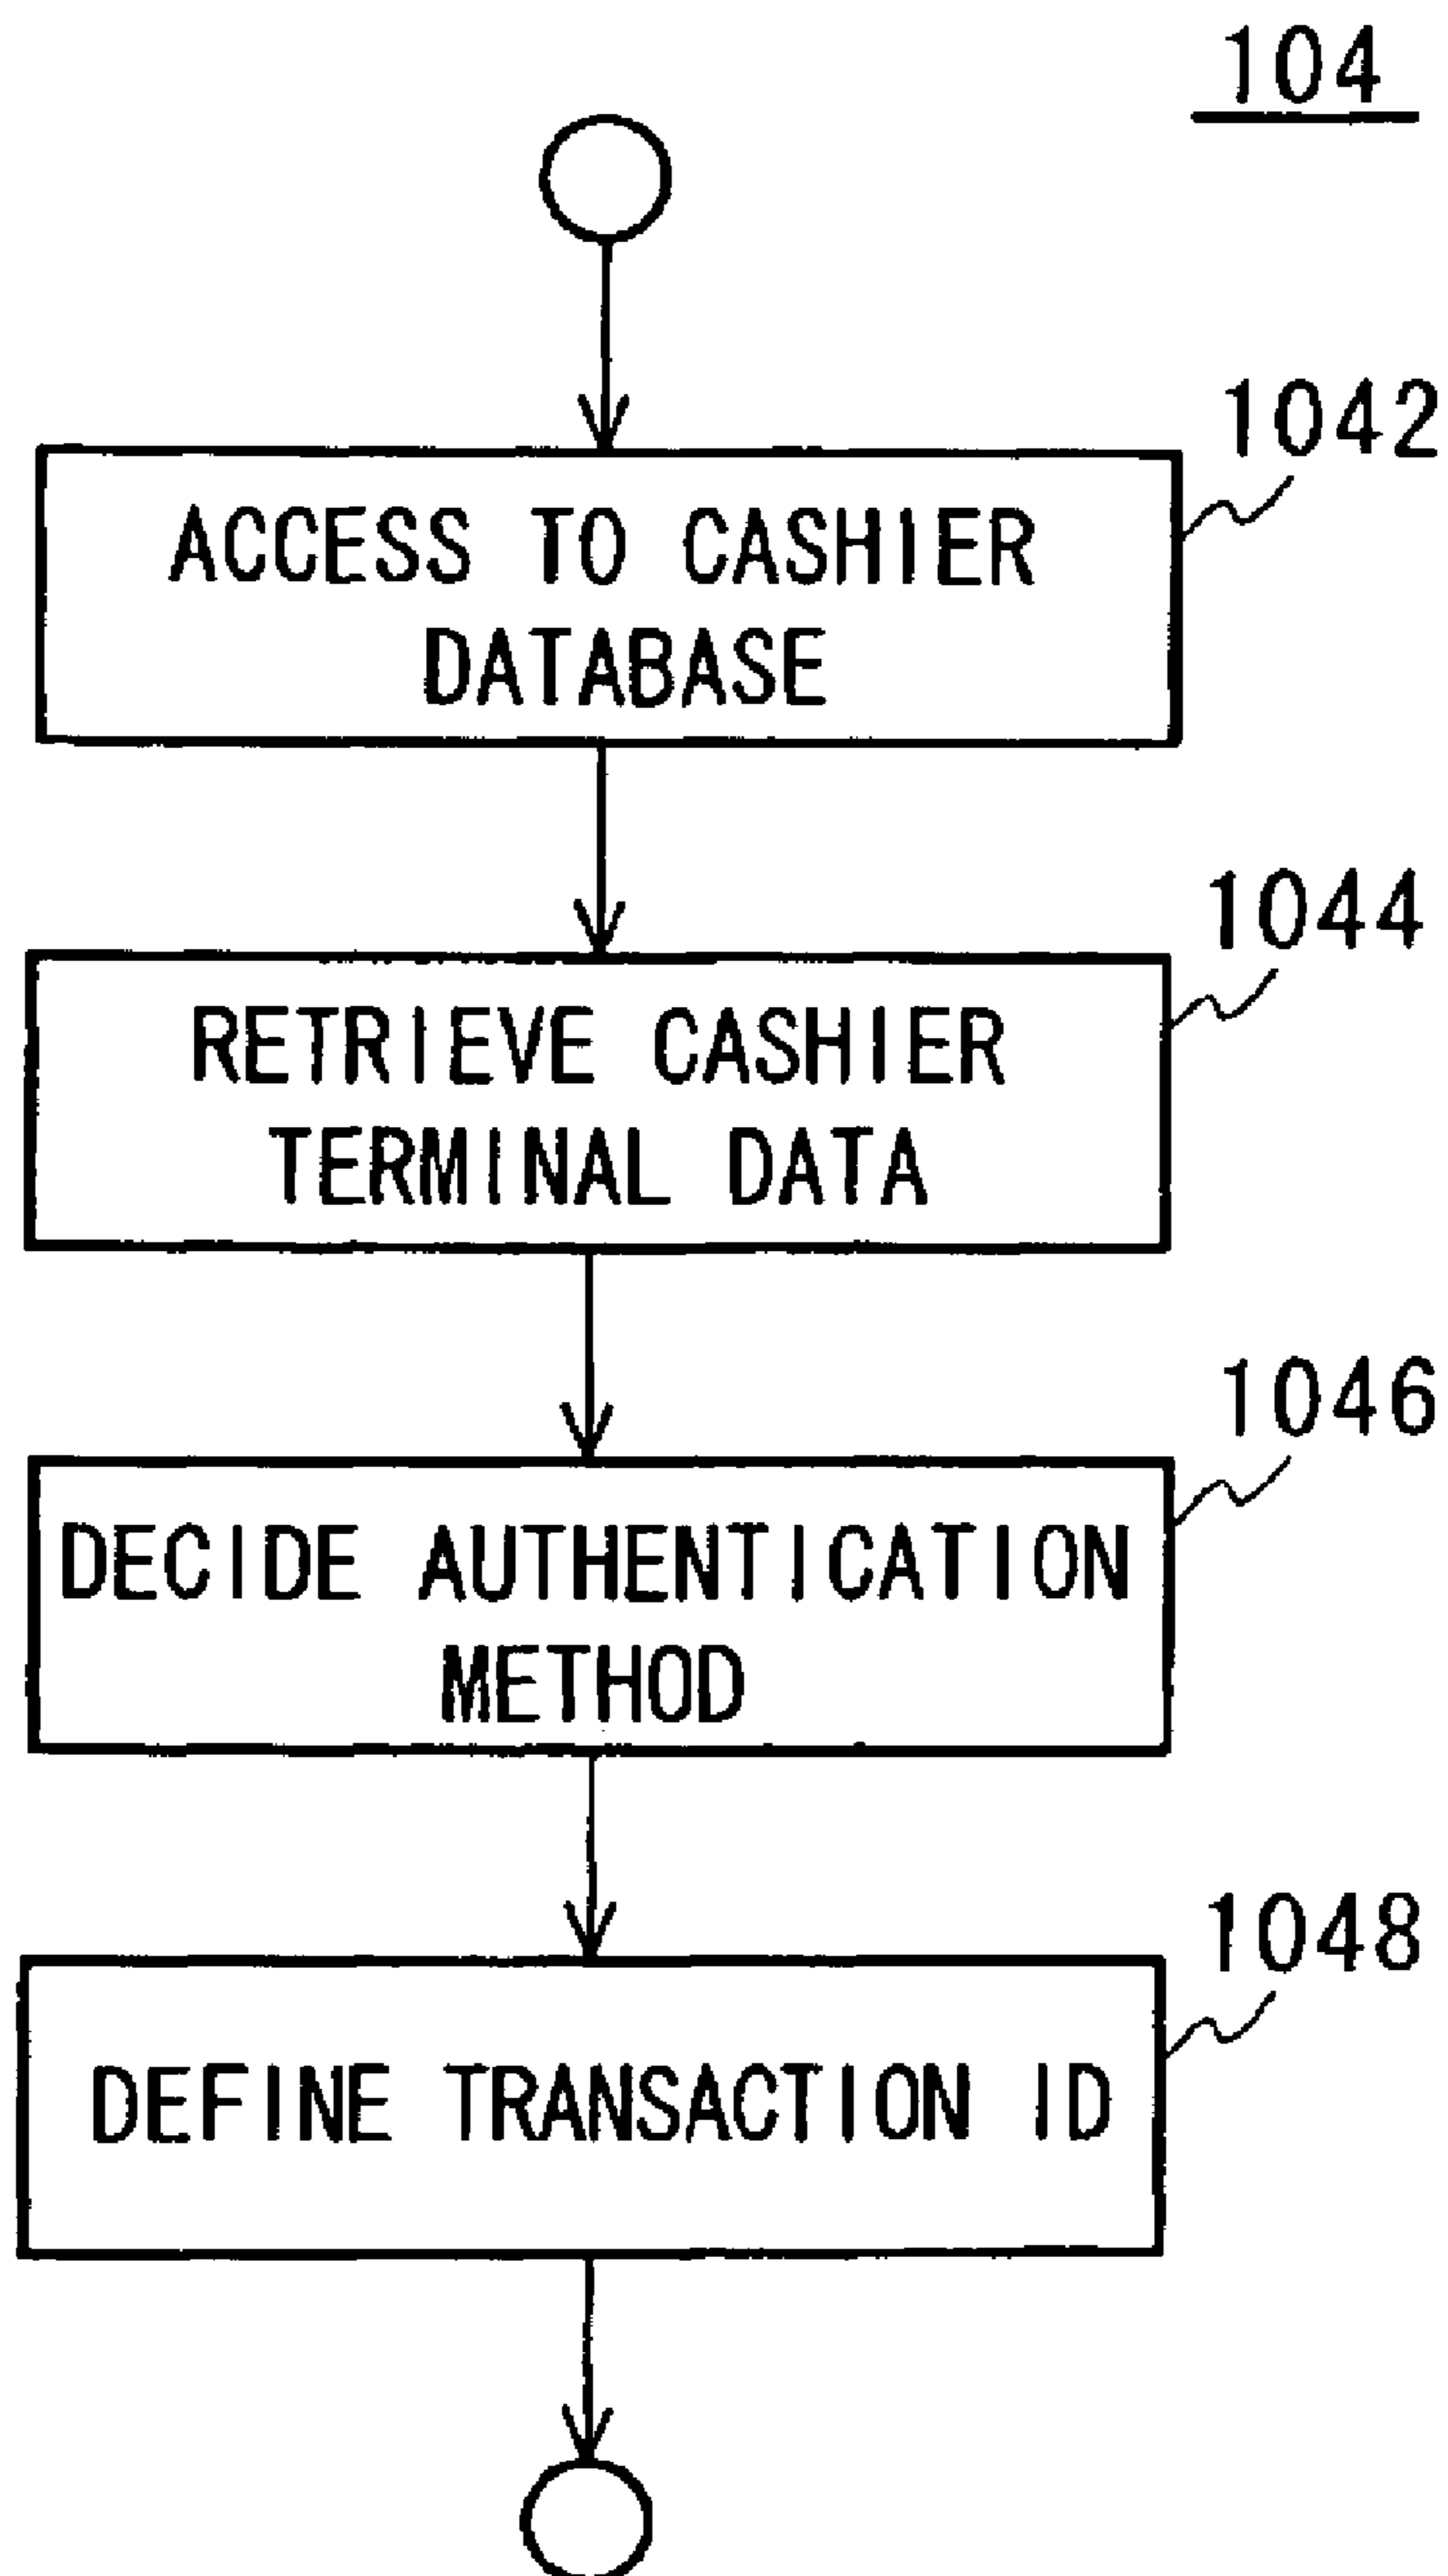 104
1042
ACCESS TO CASHIER
DATABASE
1044
RETRIEVE CASHIER
TERMINAL DATA
1046
DECIDE AUTHENTICATION
METHOD
1048
DEFINE TRANSACTION ID